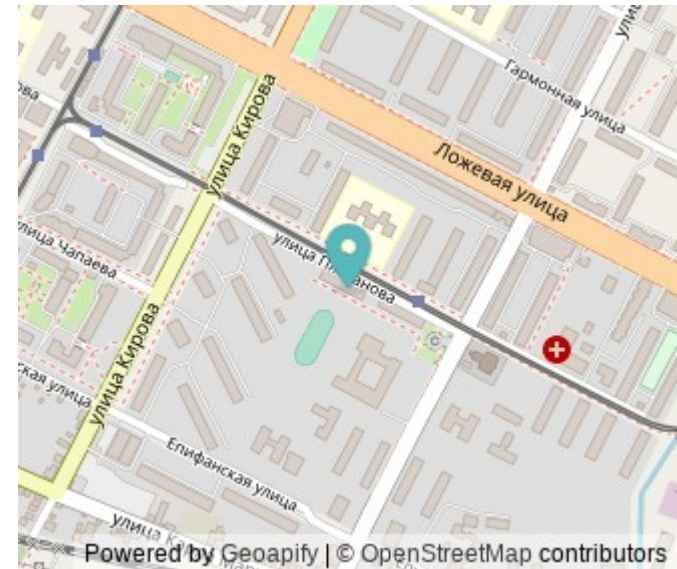 Гармонная улица
Ложевая улица
улица Кирова
улица Чапаева
улица Кирова
Епифанская улица
Powered by Geoapify | © OpenStreetMap contributors